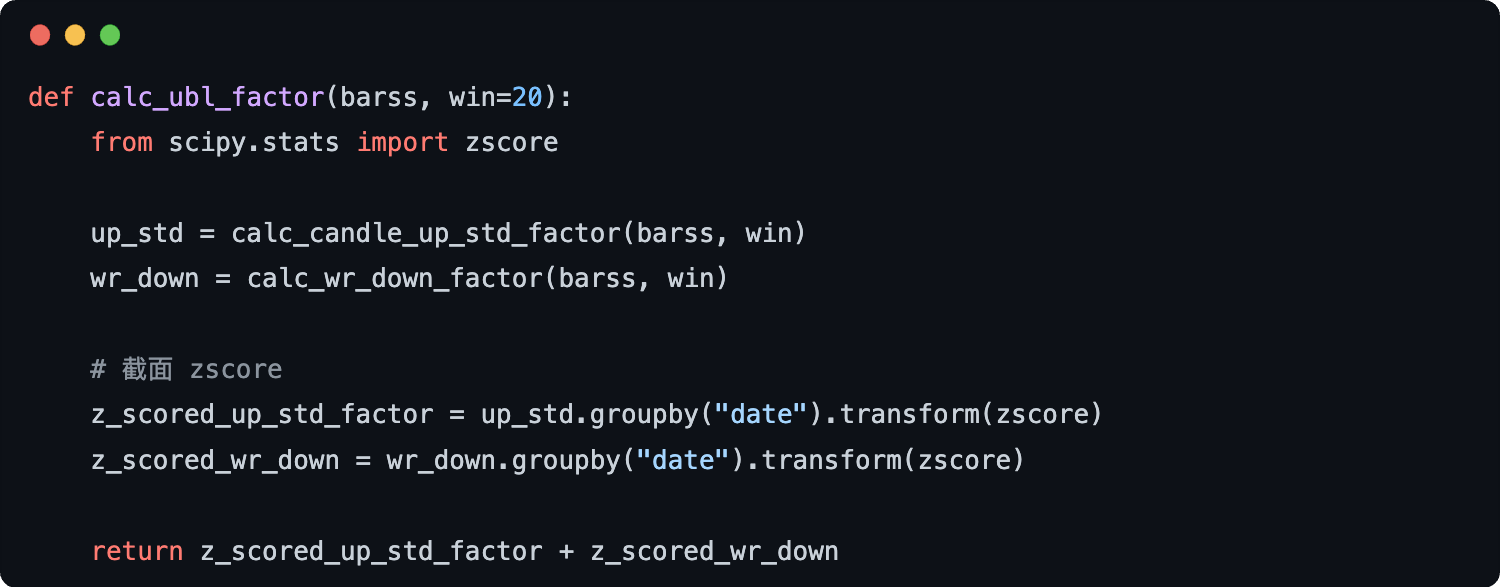 def calc_ubl_factor(barss, win=20):
    from scipy.stats import zscore
    up_std = calc_candle_up_std_factor(barss, win)
    wr_down = calc_wr_down_factor(barss, win)
    # 截面 zscore
    z_scored_up_std_factor = up_std.groupby("date").transform(zscore)
    z_scored_wr_down = wr_down.groupby("date").transform(zscore)
    return z_scored_up_std_factor + z_scored_wr_down